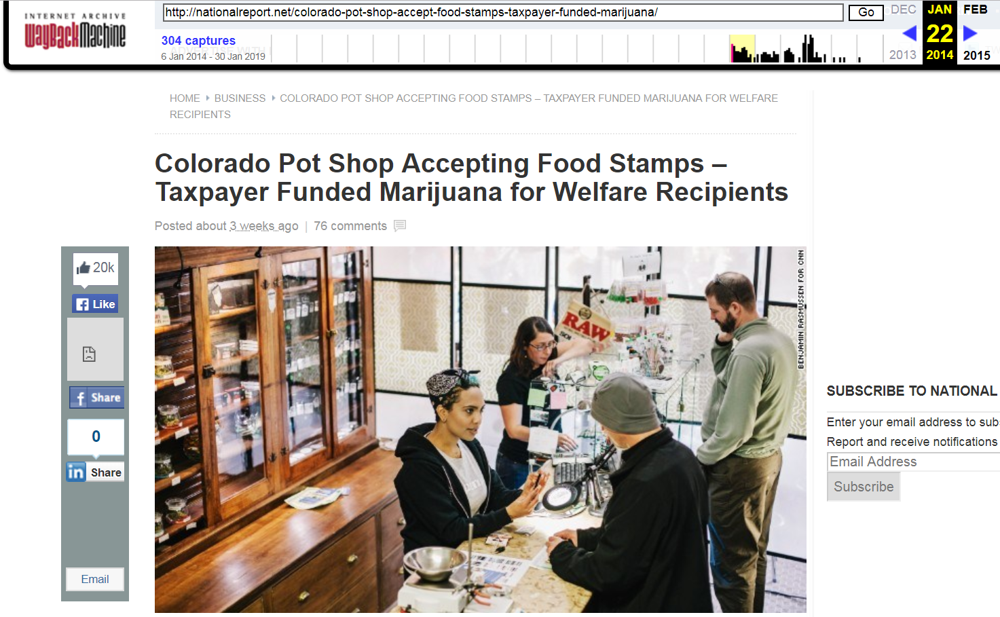 INTERNET ARCHIVE
WayBackMachine
http://nationalreport.net/colorado-pot-shop-accept-food-stamps-taxpayer-funded-marijuana/
Go
DEC
JAN
FEB
304 captures
22
6 Jan 2014 - 30 Jan 2019
2013
2014
2015
HOME
BUSINESS
COLORADO POT SHOP ACCEPTING FOOD STAMPS – TAXPAYER FUNDED MARIJUANA FOR WELFARE
RECIPIENTS
Colorado Pot Shop Accepting Food Stamps –
Taxpayer Funded Marijuana for Welfare Recipients
Posted about 3 weeks ago | 76 comments
20k
Like
Share
0
in Share
Email
BENJAMIN RASMUSSEN FOR CNN
RAW
SUBSCRIBE TO NATIONAL
Enter your email address to sub
Report and receive notifications
Email Address
Subscribe